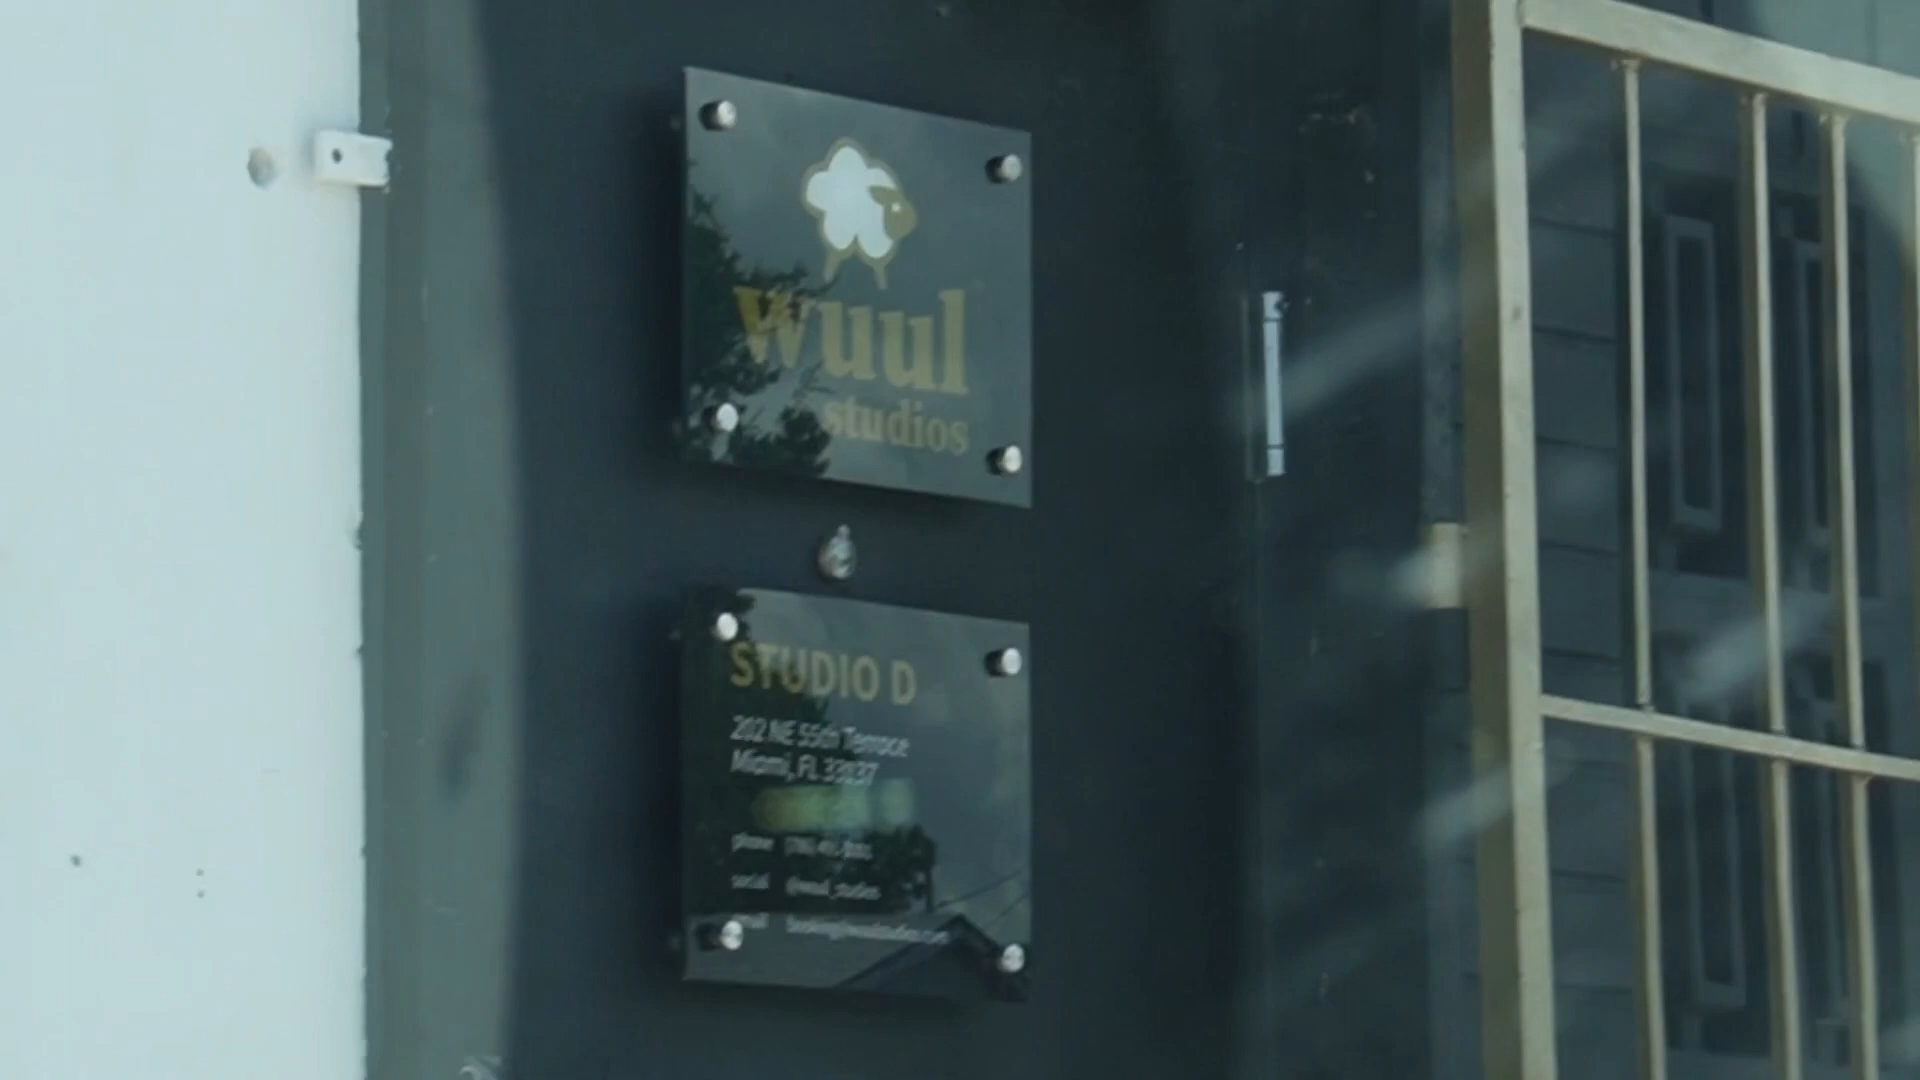 wuul
studios
STUDIO D
202 NE 55th Terrace
Miami, FL 33137
phone
social @wuul_studios